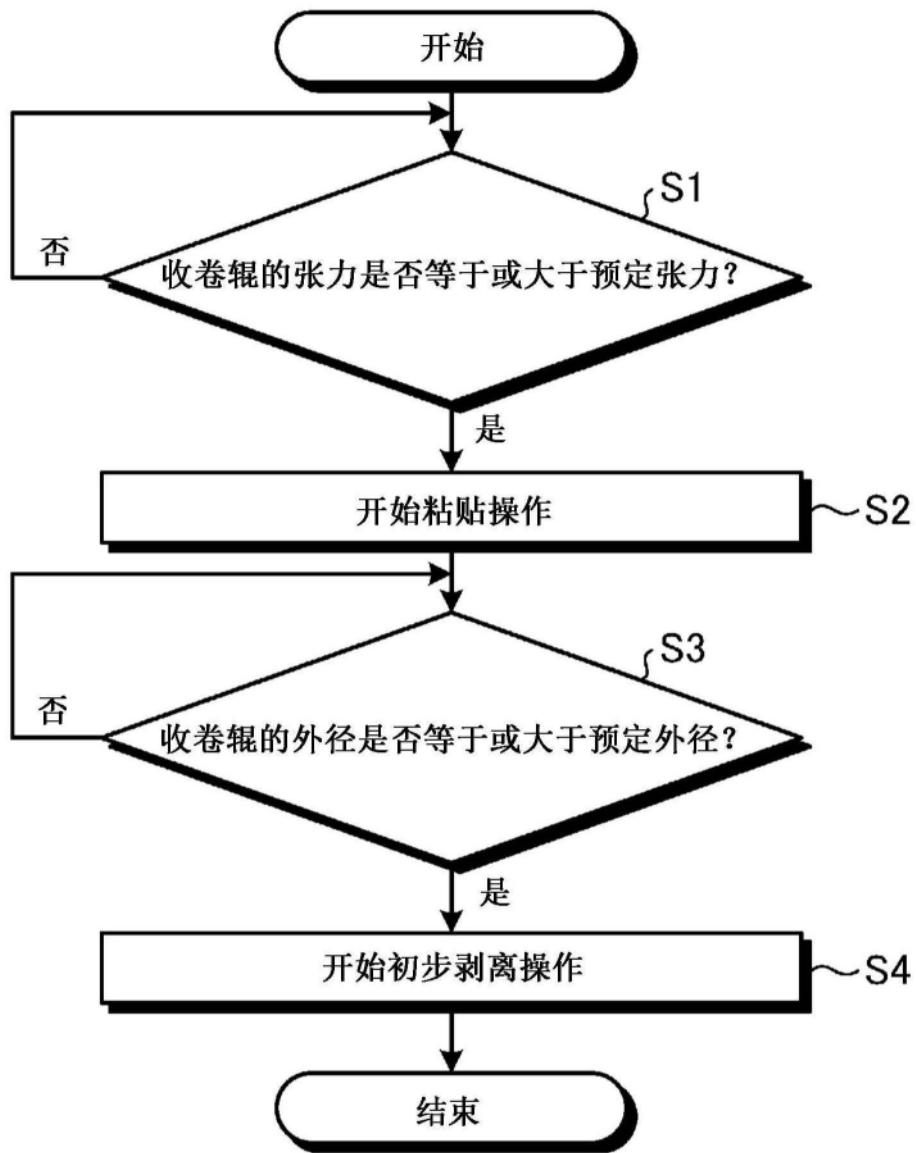 开始
S1
收卷辊的张力是否等于或大于预定张力?
否
是
开始粘贴操作
S2
S3
否
收卷辊的外径是否等于或大于预定外径?
是
开始初步剥离操作
S4
结束